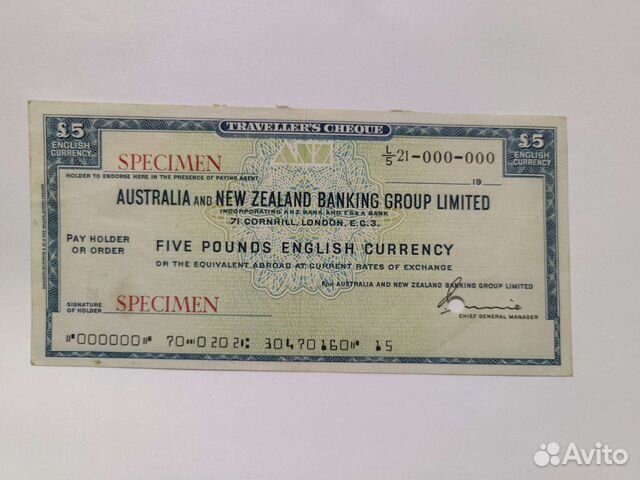 TRAVELLER'S CHEQUE
£5 ENGLISH CURRENCY
£5 ENGLISH CURRENCY
ANZ
L/5 21-000-000
SPECIMEN
HOLDER TO ENDORSE HERE IN THE PRESENCE OF PAYING AGENT
19
AUSTRALIA AND NEW ZEALAND BANKING GROUP LIMITED
INCORPORATING ANZ BANK AND ES&A BANK
71 CORNHILL, LONDON, E.C.3.
PAY HOLDER OR ORDER
FIVE POUNDS ENGLISH CURRENCY
OR THE EQUIVALENT ABROAD AT CURRENT RATES OF EXCHANGE
FOR AUSTRALIA AND NEW ZEALAND BANKING GROUP LIMITED
SIGNATURE OF HOLDER
SPECIMEN
CHIEF GENERAL MANAGER
⑈000000⑈ 70⑉0202⑆ 30470160⑈ 15
Avito